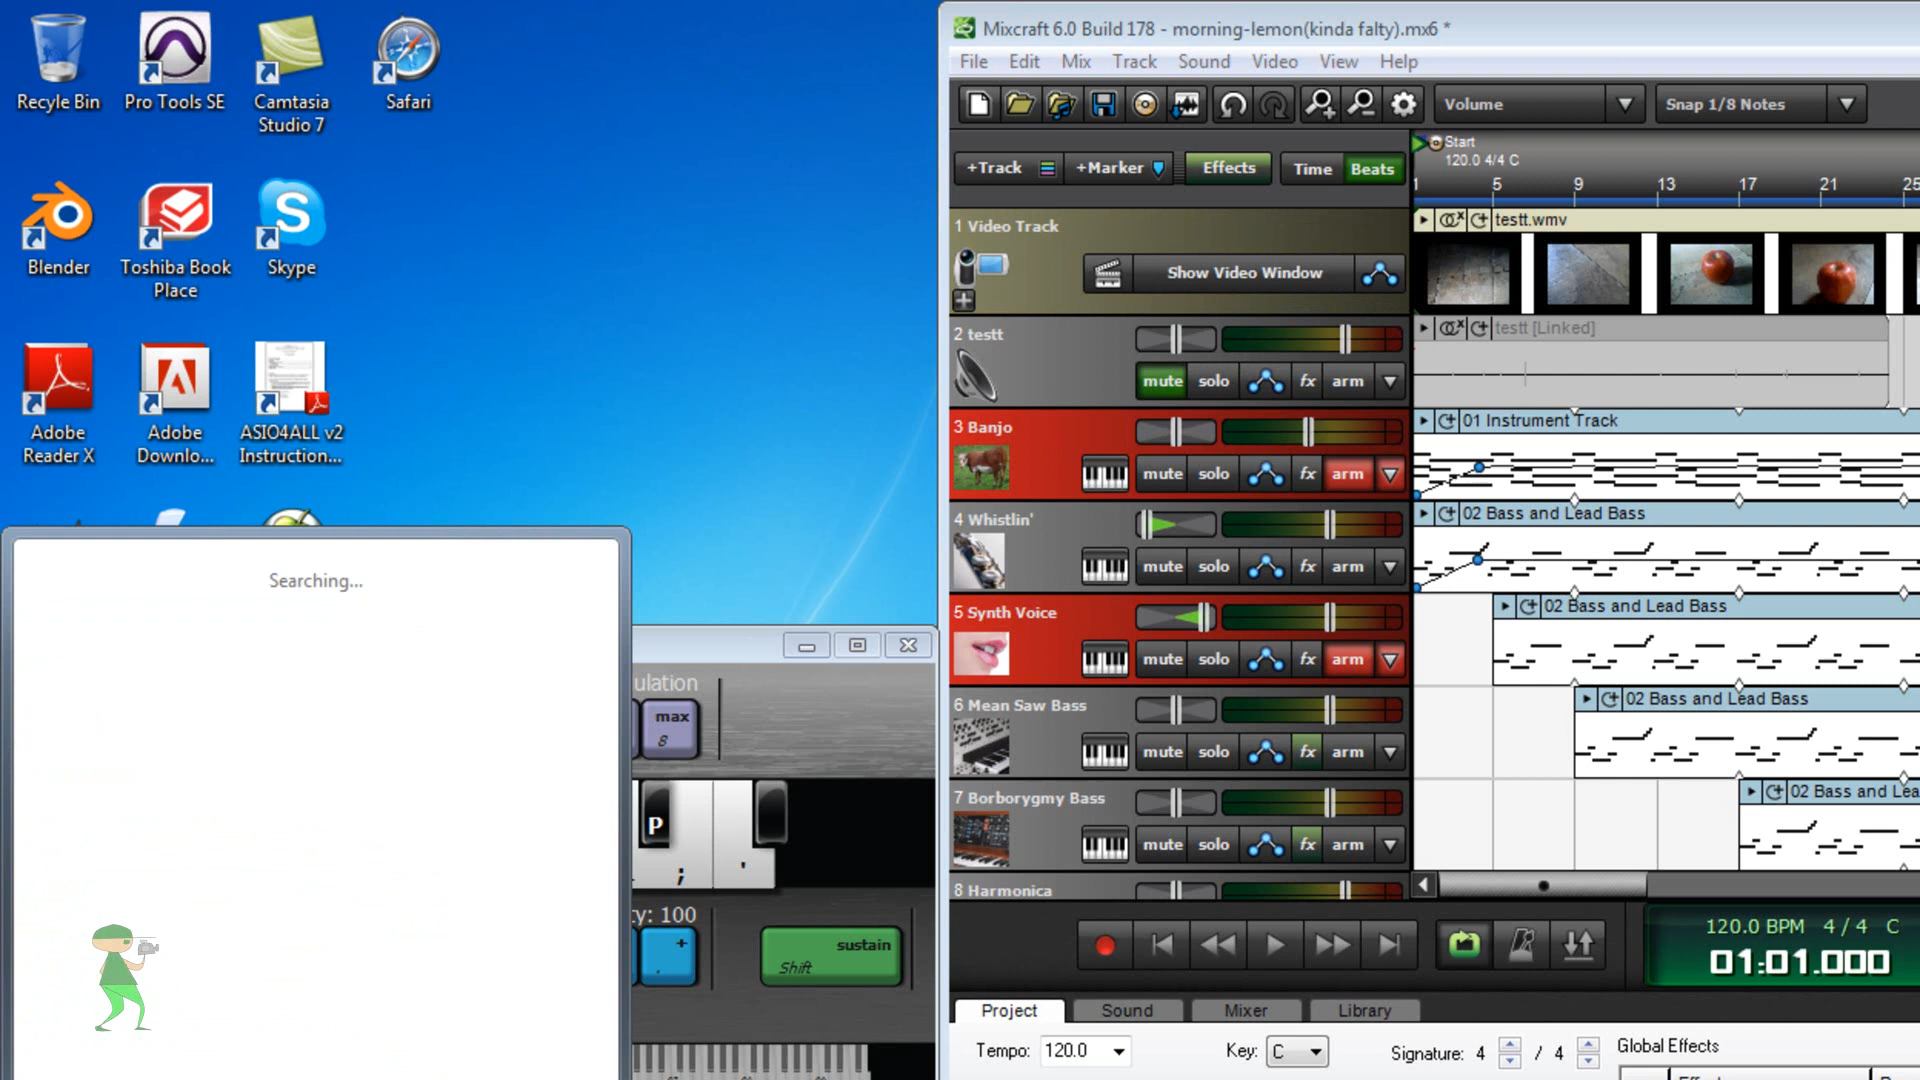 Recyle Bin
Pro Tools SE
Camtasia
Studio 7
Safari
Blender
Toshiba Book
Place
Skype
Adobe
Reader X
Adobe
Downlo...
ASIO4ALL v2
Instruction...
Searching...
ulation
max
8
P
;
'
ty: 100
+
.
sustain
Shift
Mixcraft 6.0 Build 178 - morning-lemon(kinda falty).mx6 *
File Edit Mix Track Sound Video View Help
Volume
Snap 1/8 Notes
+Track
+Marker
Effects
Time
Beats
Start
120.0 4/4 C
1 5 9 13 17 21 25
1 Video Track
Show Video Window
testt.wmv
2 testt
mute solo fx arm
testt [Linked]
3 Banjo
mute solo fx arm
01 Instrument Track
4 Whistlin'
mute solo fx arm
02 Bass and Lead Bass
5 Synth Voice
mute solo fx arm
02 Bass and Lead Bass
6 Mean Saw Bass
mute solo fx arm
02 Bass and Lead Bass
7 Borborygmy Bass
mute solo fx arm
02 Bass and Lea
8 Harmonica
120.0 BPM 4 / 4 C
01:01.000
Project
Sound
Mixer
Library
Tempo: 120.0
Key: C
Signature: 4 / 4
Global Effects